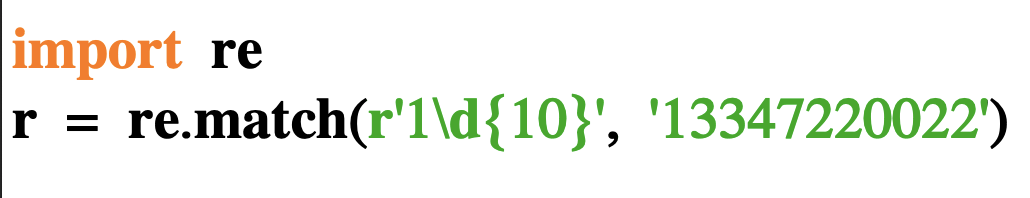 import re
r = re.match(r'1\d{10}', '13347220022')